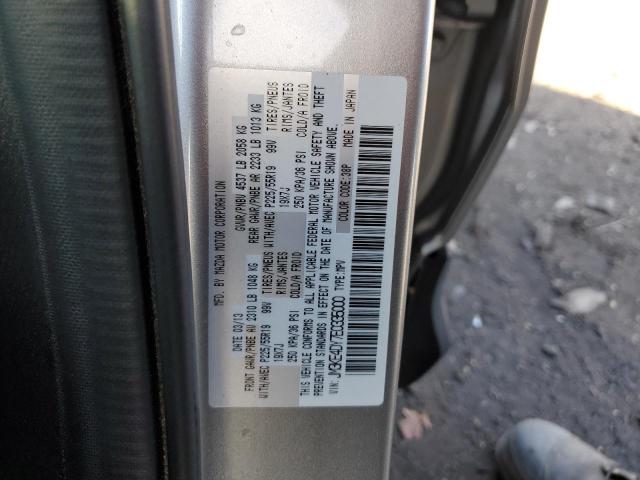 MFD. BY MAZDA MOTOR CORPORATION
DATE 03/13 GVWR/PNBV 4537 LB 2058 KG
FRONT GAWR/PNBE AV 2310 LB 1048 KG REAR GAWR/PNBE AR 2233 LB 1013 KG
WITH/AVEC P225/55R19 99V TIRES/PNEUS WITH/AVEC P225/55R19 99V TIRES/PNEUS
19X7J RIMS/JANTES 19X7J RIMS/JANTES
250 KPA/36 PSI COLD/A FROID 250 KPA/36 PSI COLD/A FROID
THIS VEHICLE CONFORMS TO ALL APPLICABLE FEDERAL MOTOR VEHICLE SAFETY AND THEFT
PREVENTION STANDARDS IN EFFECT ON THE DATE OF MANUFACTURE SHOWN ABOVE.
VIN: TYPE:MPV COLOR CODE:38P MADE IN JAPAN